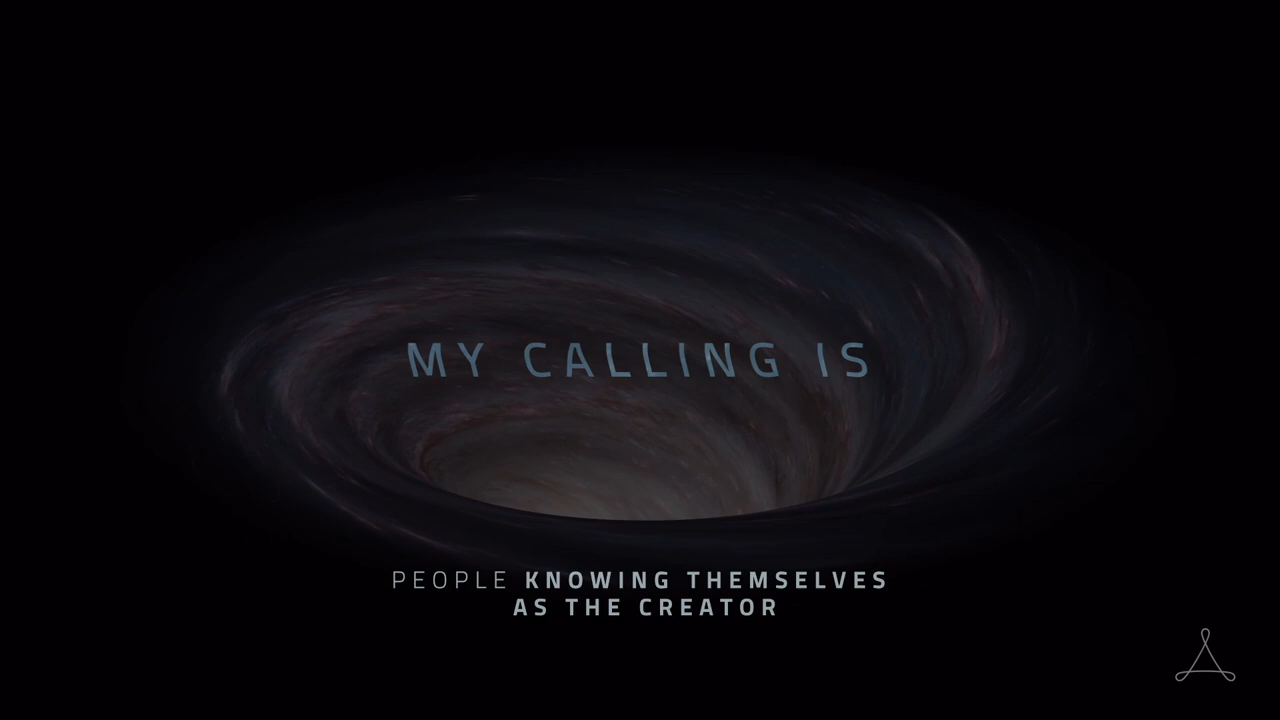 MY CALLING IS
PEOPLE KNOWING THEMSELVES
AS THE CREATOR